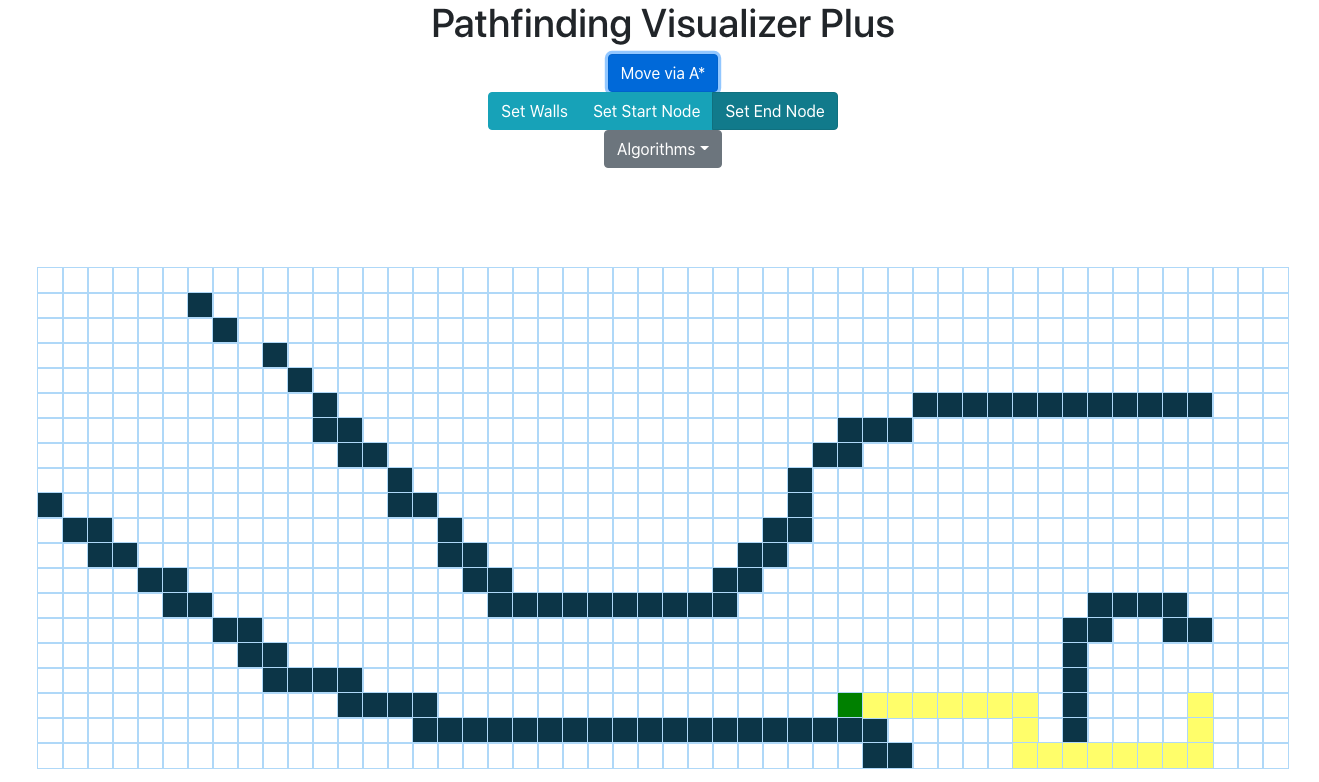 Pathfinding Visualizer Plus
Move via A*
Set Walls Set Start Node Set End Node
Algorithms